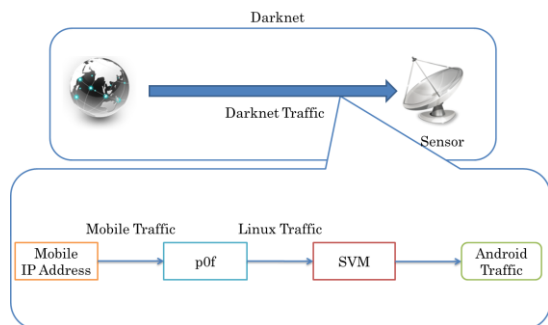 Darknet
Darknet Traffic
Sensor
Mobile Traffic
Linux Traffic
Mobile
IP Address
p0f
SVM
Android
Traffic